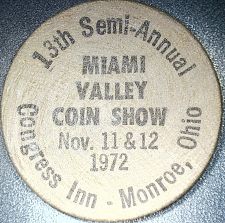 13th Semi-Annual
MIAMI
VALLEY
COIN SHOW
Nov. 11 & 12
1972
Congress Inn - Monroe, Ohio